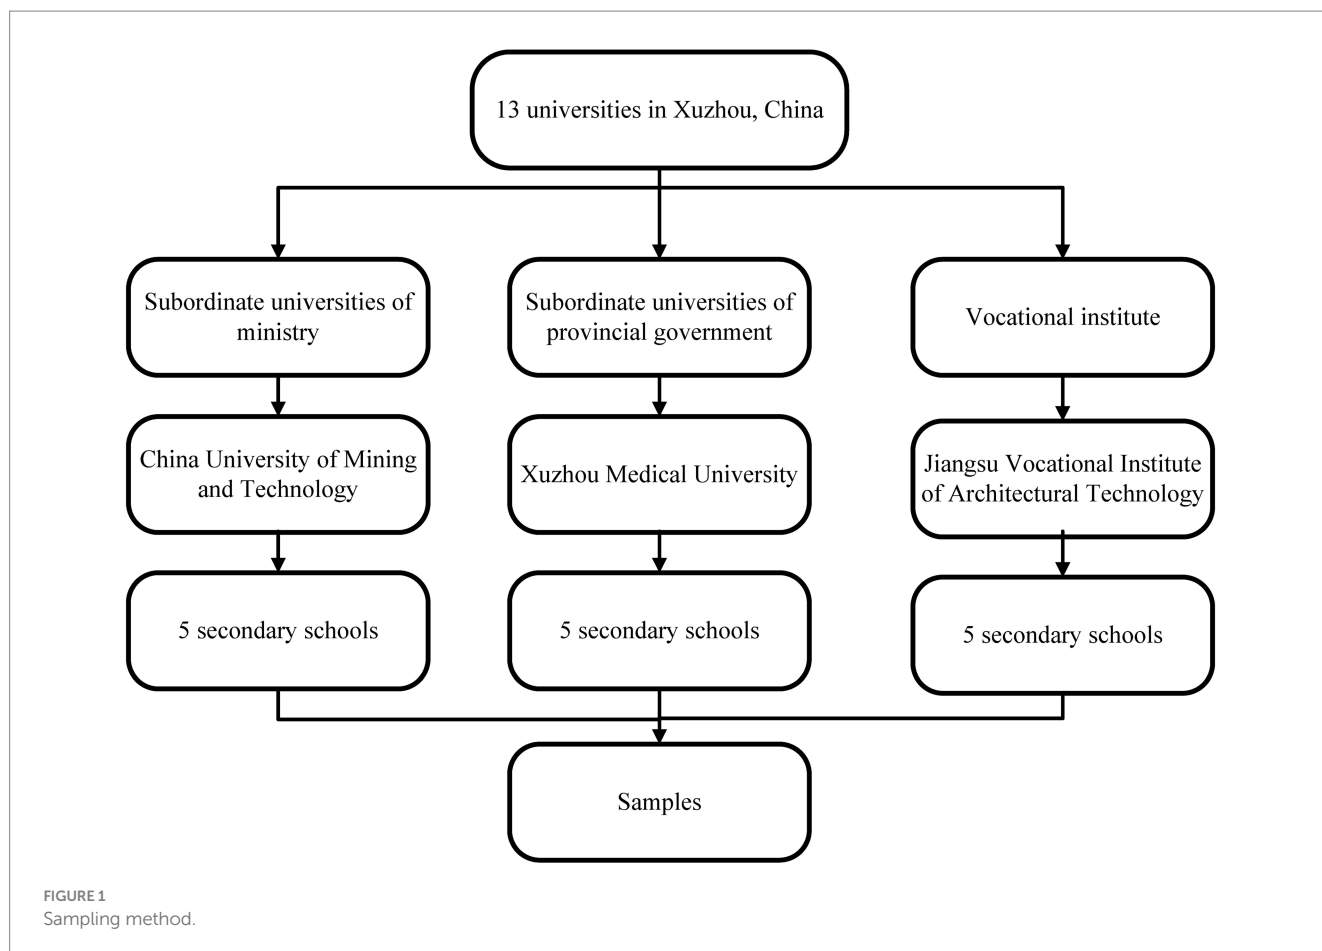 13 universities in Xuzhou, China
Subordinate universities of
ministry
Subordinate universities of
provincial government
Vocational institute
China University of Mining
and Technology
Xuzhou Medical University
Jiangsu Vocational Institute
of Architectural Technology
5 secondary schools
5 secondary schools
5 secondary schools
Samples
FIGURE 1
Sampling method.